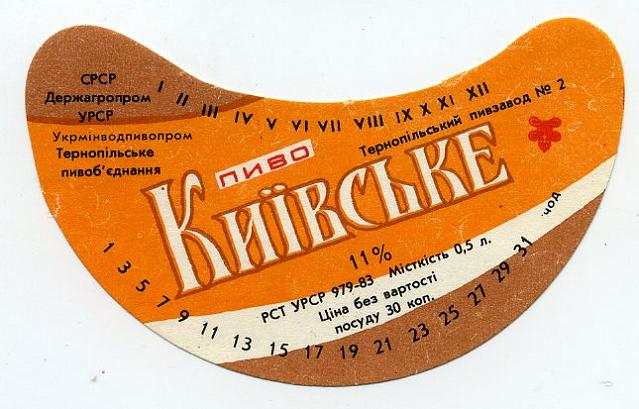 СРСР
Держагропром
УРСР
Укрмінводпивопром
Тернопільське
пивоб'єднання
I II III IV V VI VII VIII IX X XI XII
Тернопільський пивзавод № 2
пиво
Київське
11%
РСТ УРСР 979-83 Місткість 0,5 л.
Ціна без вартості
посуду 30 коп.
1 3 5 7 9 11 13 15 17 19 21 23 25 27 29 31